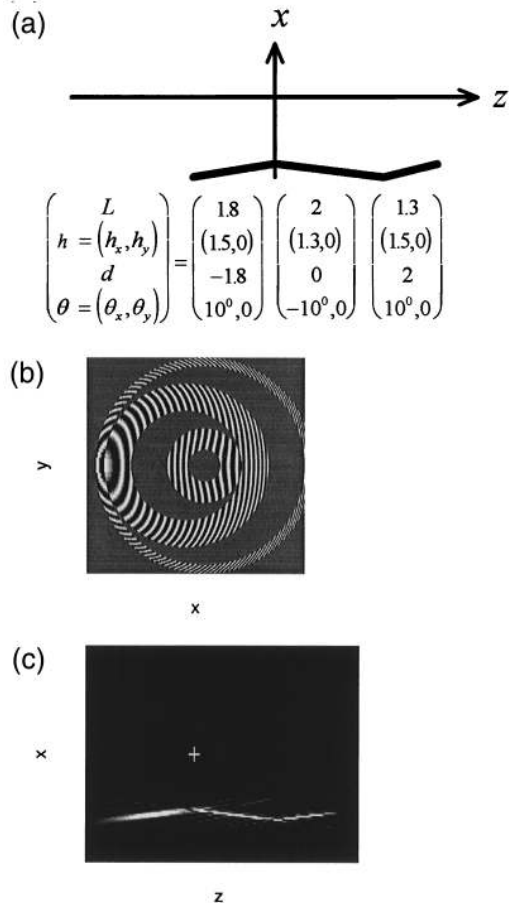 (a)
x
z
L
h = (hx, hy)
d
θ = (θx, θy)
=
1.8
(1.5,0)
−1.8
10⁰,0
2
(1.3,0)
0
−10⁰,0
1.3
(1.5,0)
2
10⁰,0
(b)
y
x
(c)
x
z